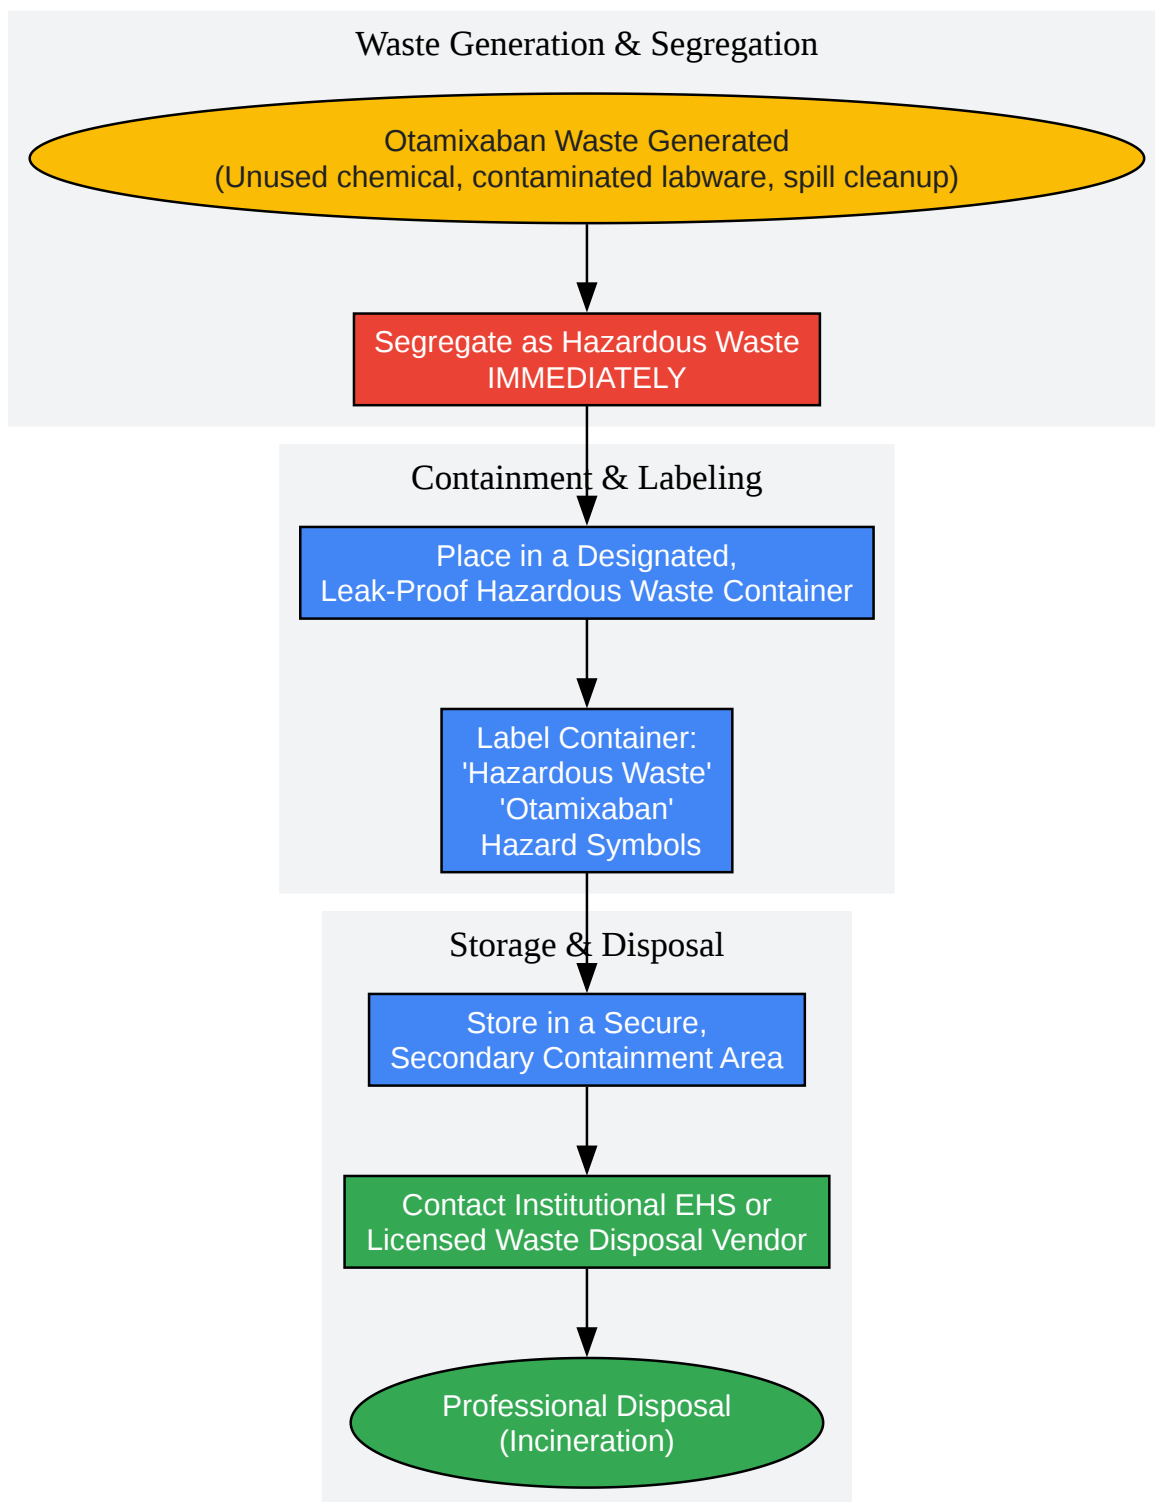 Waste Generation & Segregation
Otamixaban Waste Generated
(Unused chemical, contaminated labware, spill cleanup)
Segregate as Hazardous Waste
IMMEDIATELY
Containment & Labeling
Place in a Designated,
Leak-Proof Hazardous Waste Container
Label Container:
'Hazardous Waste'
'Otamixaban'
Hazard Symbols
Storage & Disposal
Store in a Secure,
Secondary Containment Area
Contact Institutional EHS or
Licensed Waste Disposal Vendor
Professional Disposal
(Incineration)